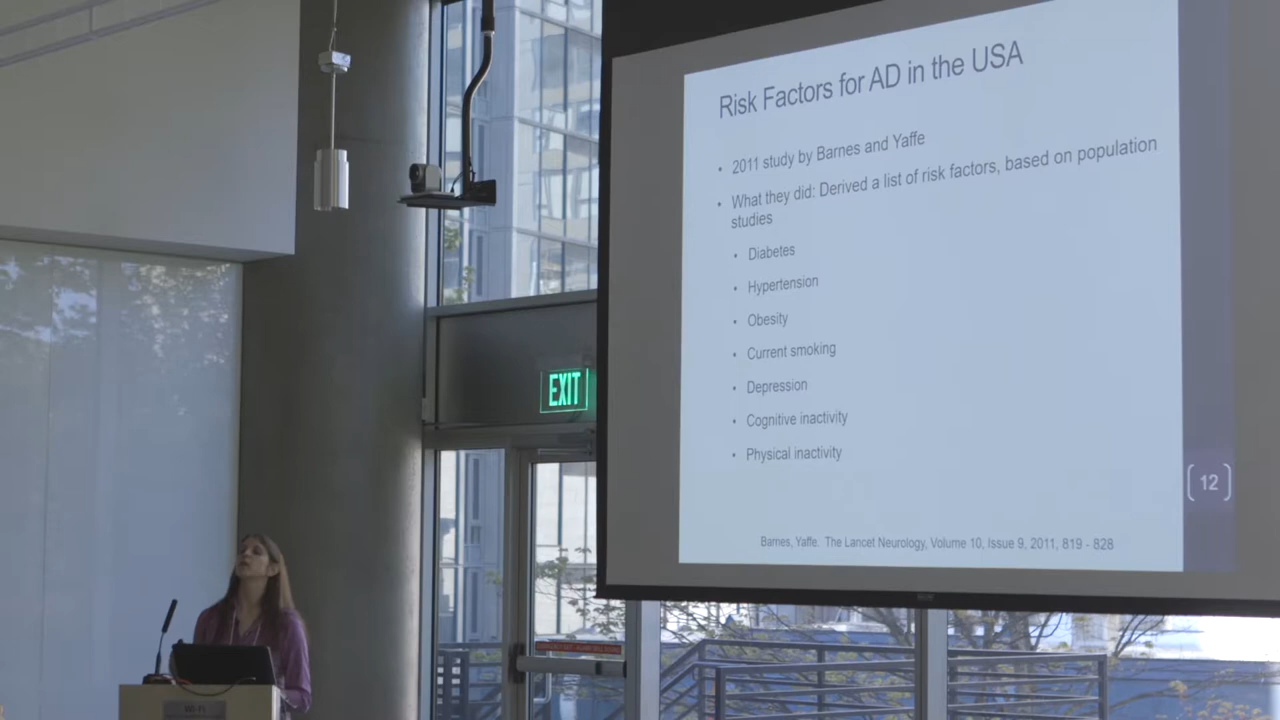 Risk Factors for AD in the USA
• 2011 study by Barnes and Yaffe
• What they did: Derived a list of risk factors, based on population
studies
• Diabetes
• Hypertension
• Obesity
• Current smoking
• Depression
• Cognitive inactivity
• Physical inactivity
Barnes, Yaffe. The Lancet Neurology, Volume 10, Issue 9, 2011, 819 - 828
12
EXIT
Wi-Fi